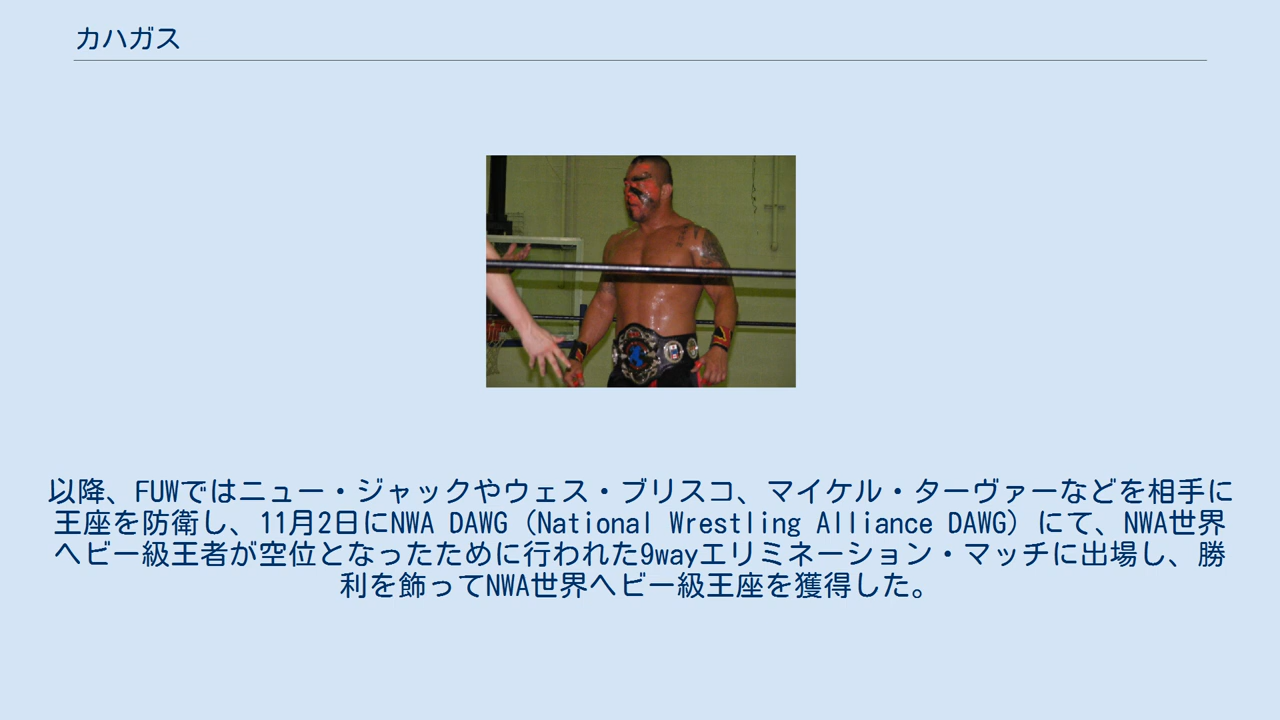 カハガス
以降、FUWではニュー・ジャックやウェス・ブリスコ、マイケル・ターヴァーなどを相手に
王座を防衛し、11月2日にNWA DAWG（National Wrestling Alliance DAWG）にて、NWA世界
ヘビー級王者が空位となったために行われた9wayエリミネーション・マッチに出場し、勝
利を飾ってNWA世界ヘビー級王座を獲得した。